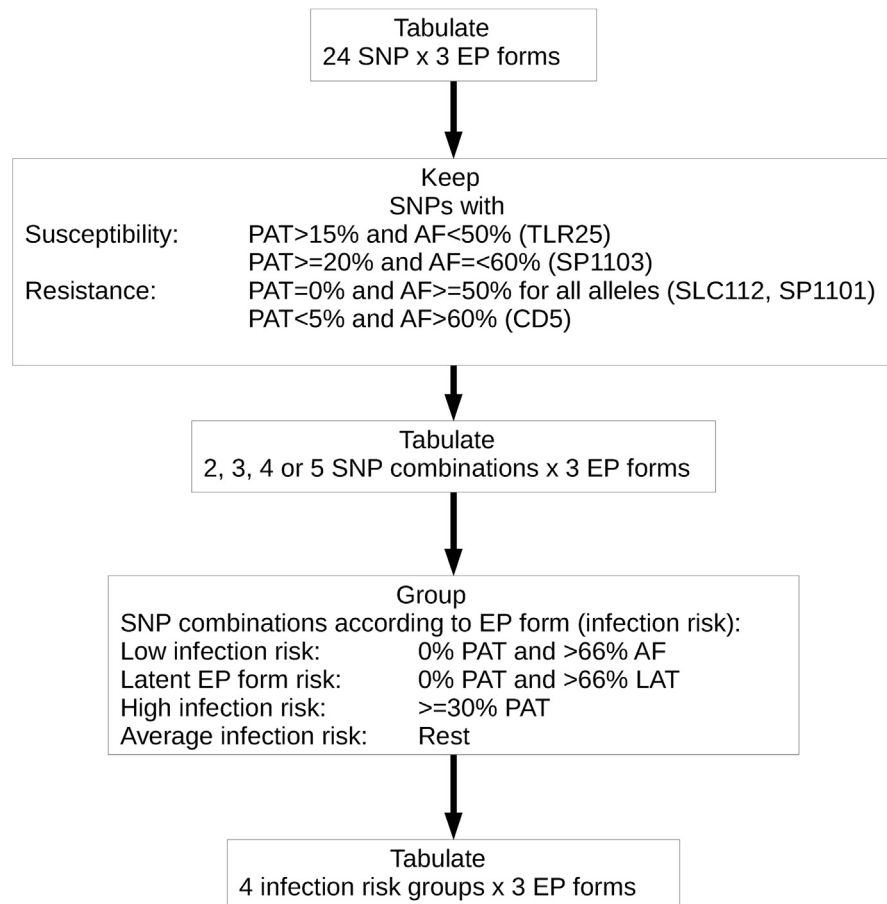 Tabulate
24 SNP x 3 EP forms
Keep
SNPs with
Susceptibility: PAT>15% and AF<50% (TLR25)
PAT>=20% and AF=<60% (SP1103)
Resistance: PAT=0% and AF>=50% for all alleles (SLC112, SP1101)
PAT<5% and AF>60% (CD5)
Tabulate
2, 3, 4 or 5 SNP combinations x 3 EP forms
Group
SNP combinations according to EP form (infection risk):
Low infection risk: 0% PAT and >66% AF
Latent EP form risk: 0% PAT and >66% LAT
High infection risk: >=30% PAT
Average infection risk: Rest
Tabulate
4 infection risk groups x 3 EP forms